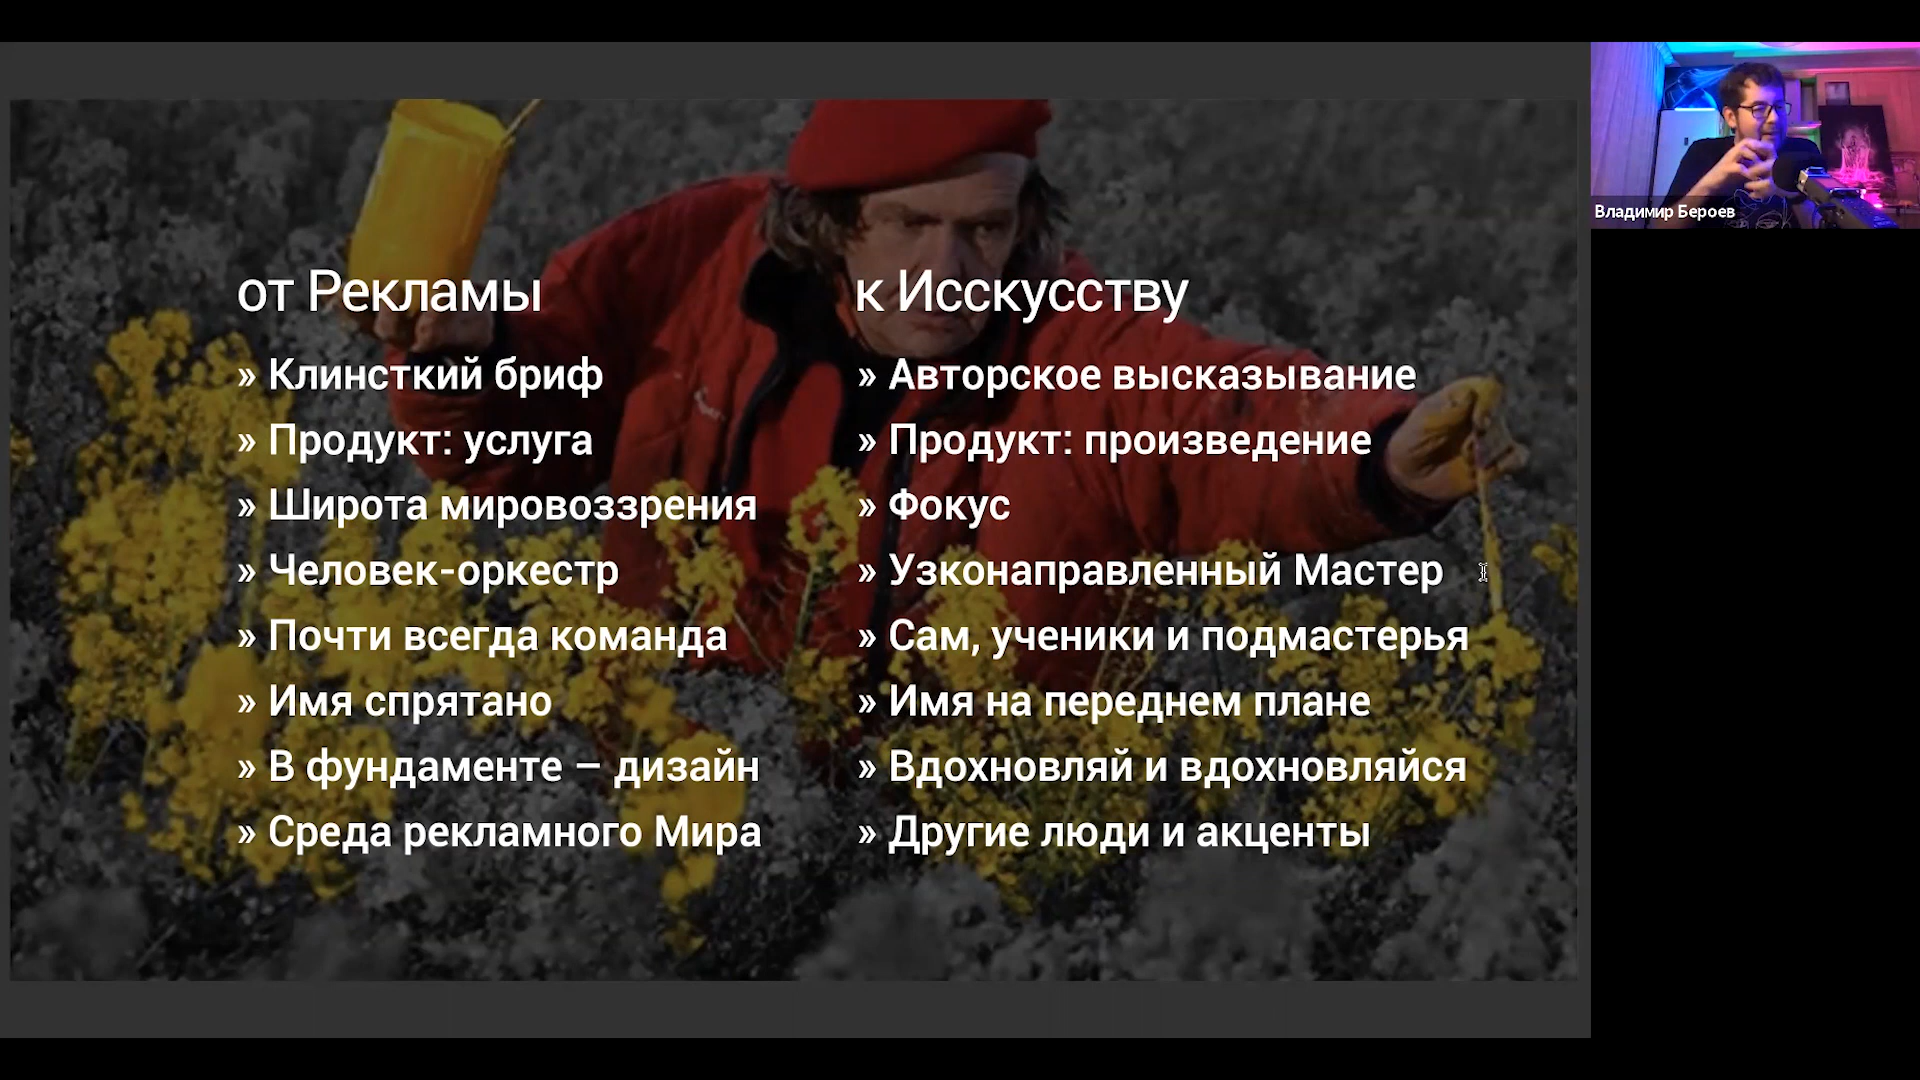 от Рекламы
» Клинсткий бриф
» Продукт: услуга
» Широта мировоззрения
» Человек-оркестр
» Почти всегда команда
» Имя спрятано
» В фундаменте – дизайн
» Среда рекламного Мира
к Исскусству
» Авторское высказывание
» Продукт: произведение
» Фокус
» Узконаправленный Мастер
» Сам, ученики и подмастерья
» Имя на переднем плане
» Вдохновляй и вдохновляйся
» Другие люди и акценты
Владимир Бероев